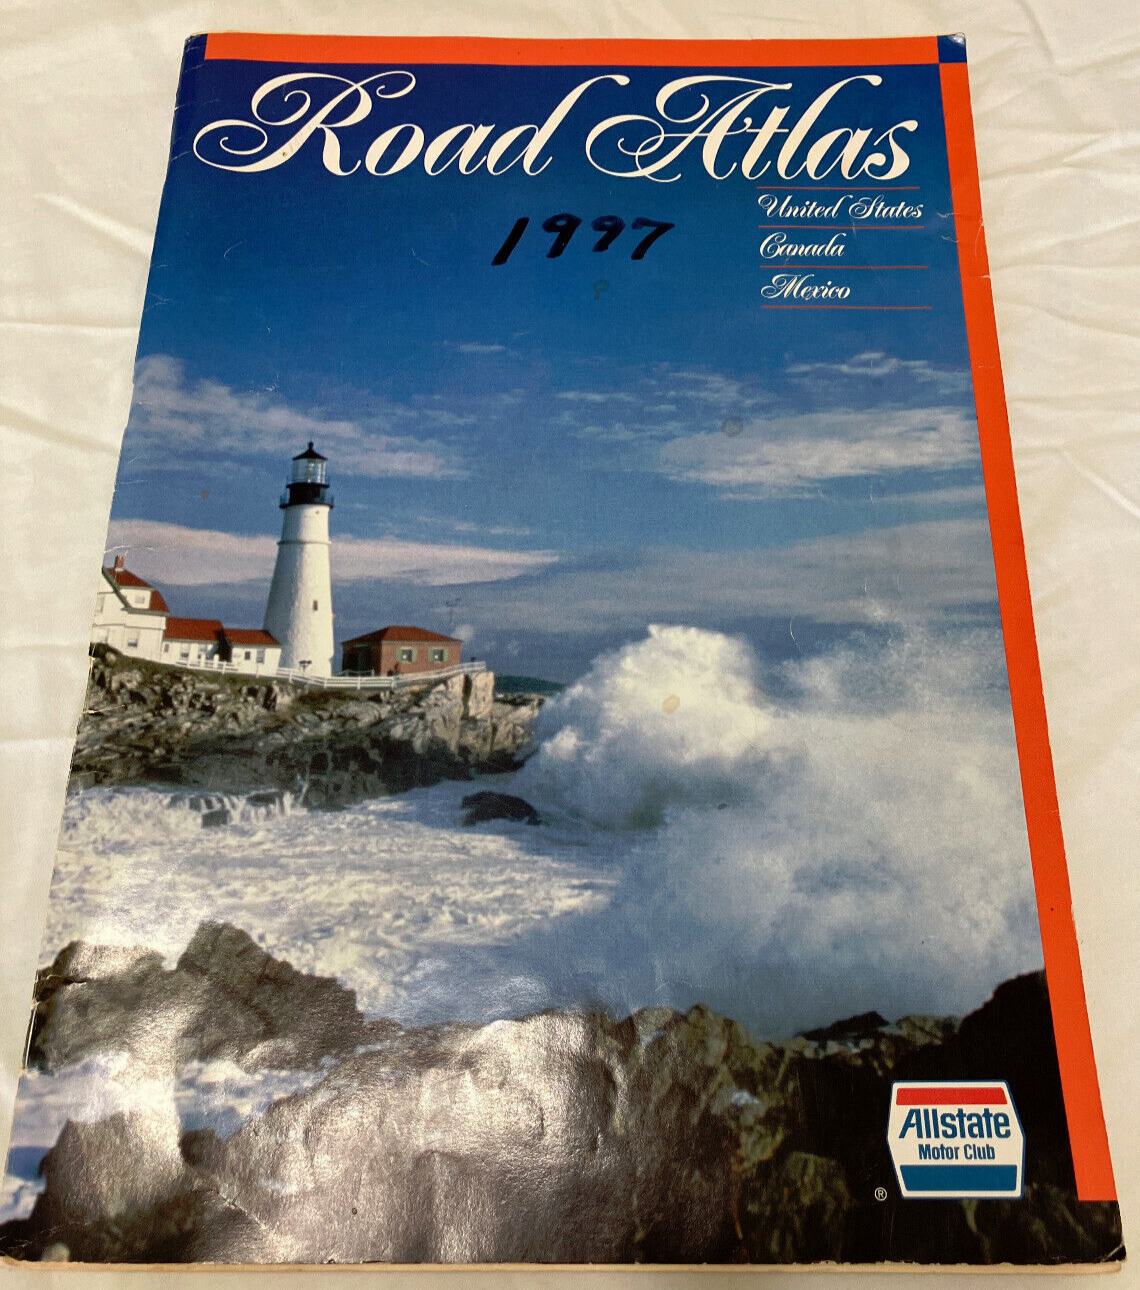 Road Atlas
United States
1997
Canada
Mexico
Allstate
Motor Club
®